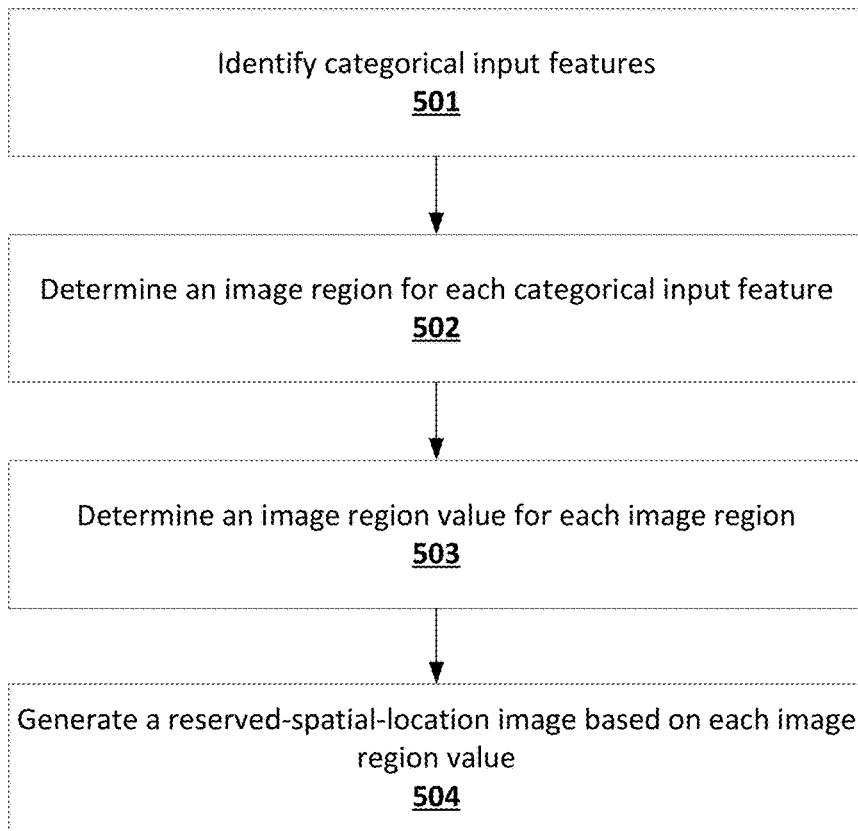 Identify categorical input features
501
Determine an image region for each categorical input feature
502
Determine an image region value for each image region
503
Generate a reserved-spatial-location image based on each image
region value
504